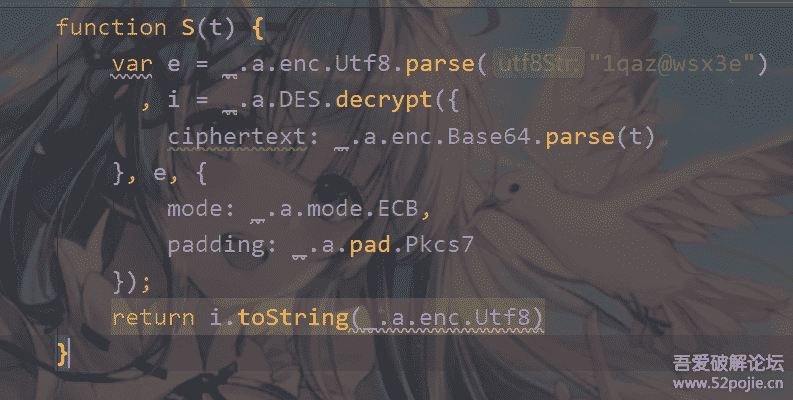 function S(t) {
var e = _.a.enc.Utf8.parse( utf8Str: "1qaz@wsx3e")
, i = _.a.DES.decrypt({
ciphertext: _.a.enc.Base64.parse(t)
}, e, {
mode: _.a.mode.ECB,
padding: _.a.pad.Pkcs7
});
return i.toString(_.a.enc.Utf8)
}
吾爱破解论坛
www.52pojie.cn